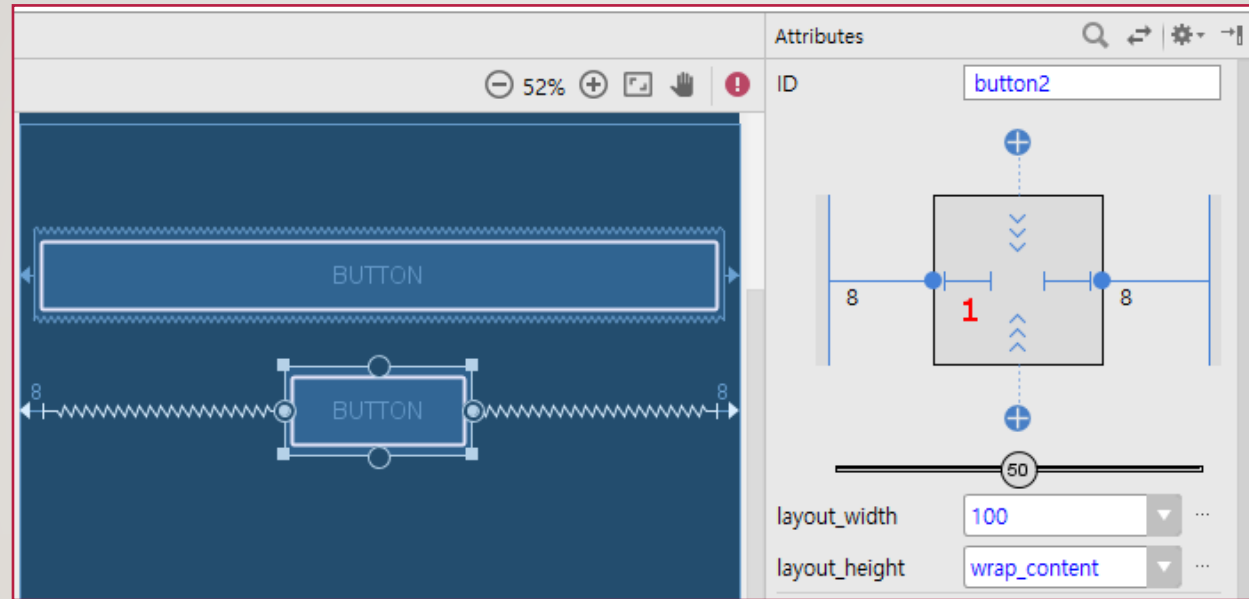 Attributes
52%
ID
button2
BUTTON
8
1
8
8
BUTTON
8
50
layout_width
100
...
layout_height
wrap_content
...